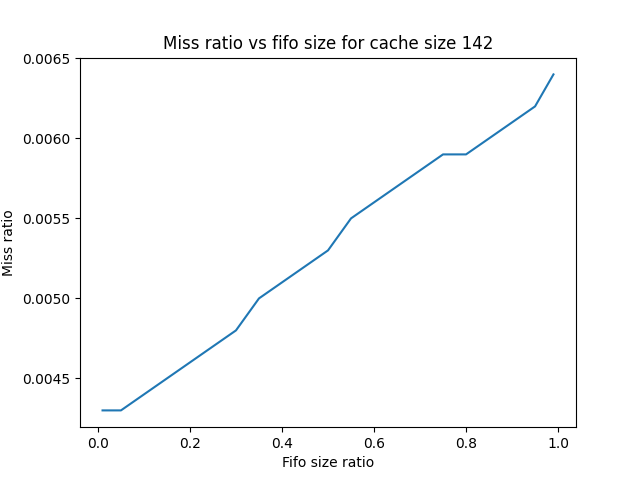 Miss ratio vs fifo size for cache size 142
0.0065
0.0060
0.0055
0.0050
0.0045
Miss ratio
0.0 0.2 0.4 0.6 0.8 1.0
Fifo size ratio